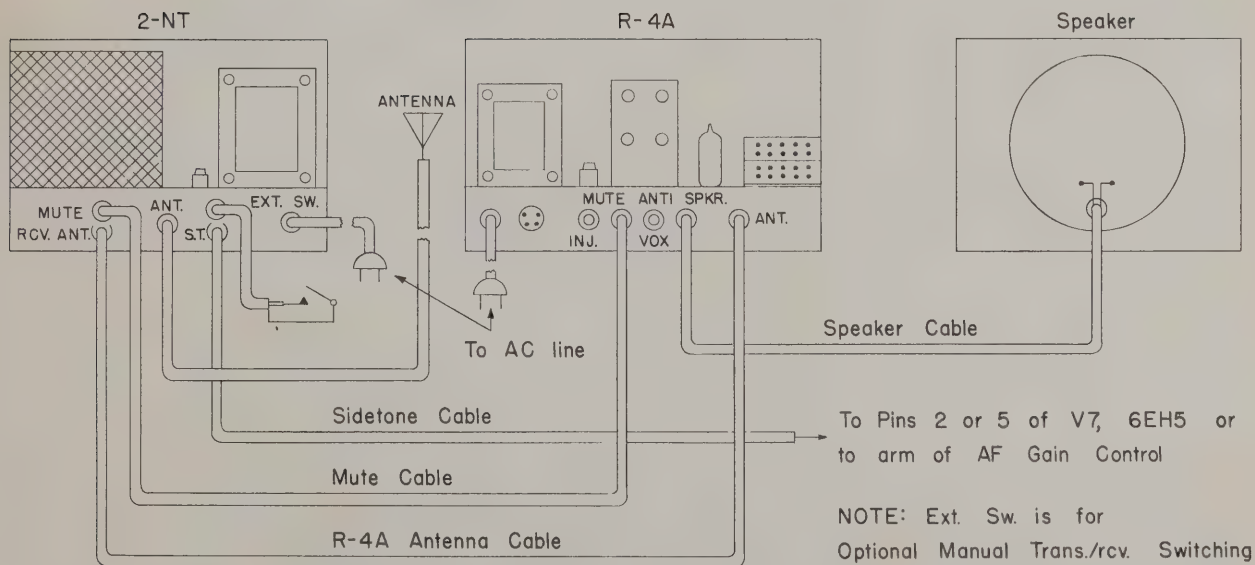 2-NT
R-4A
Speaker
ANTENNA
MUTE
ANT.
EXT. SW.
RCV. ANT.
S.T.
MUTE
ANTI
SPKR.
ANT.
INJ.
VOX
To AC line
Speaker Cable
Sidetone Cable
Mute Cable
R-4A Antenna Cable
To Pins 2 or 5 of V7, 6EH5 or
to arm of AF Gain Control
NOTE: Ext. Sw. is for
Optional Manual Trans./rcv. Switching